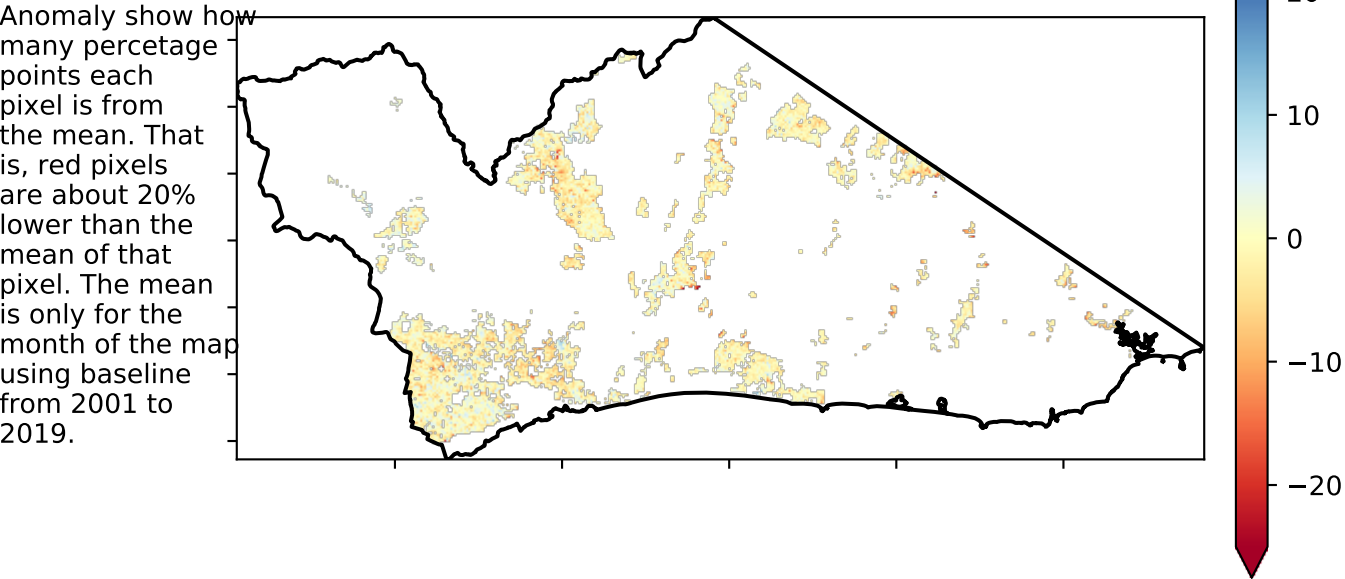 Anomaly show how
many percetage
points each
pixel is from
the mean. That
is, red pixels
are about 20%
lower than the
mean of that
pixel. The mean
is only for the
month of the map
using baseline
from 2001 to
2019.
10
0
−10
−20